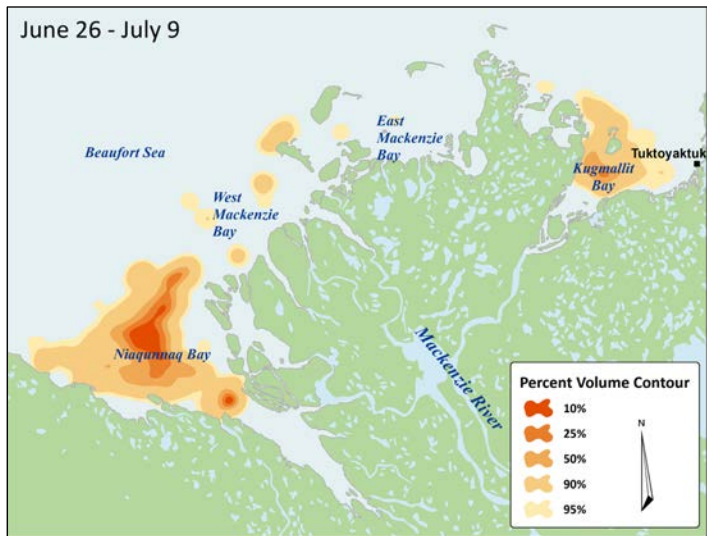 June 26 - July 9
Beaufort Sea
East
Mackenzie
Bay
Tuktoyaktuk
Kugmallit
Bay
West
Mackenzie
Bay
Niaqunnaq Bay
Mackenzie River
Percent Volume Contour
10%
25%
50%
90%
95%
N